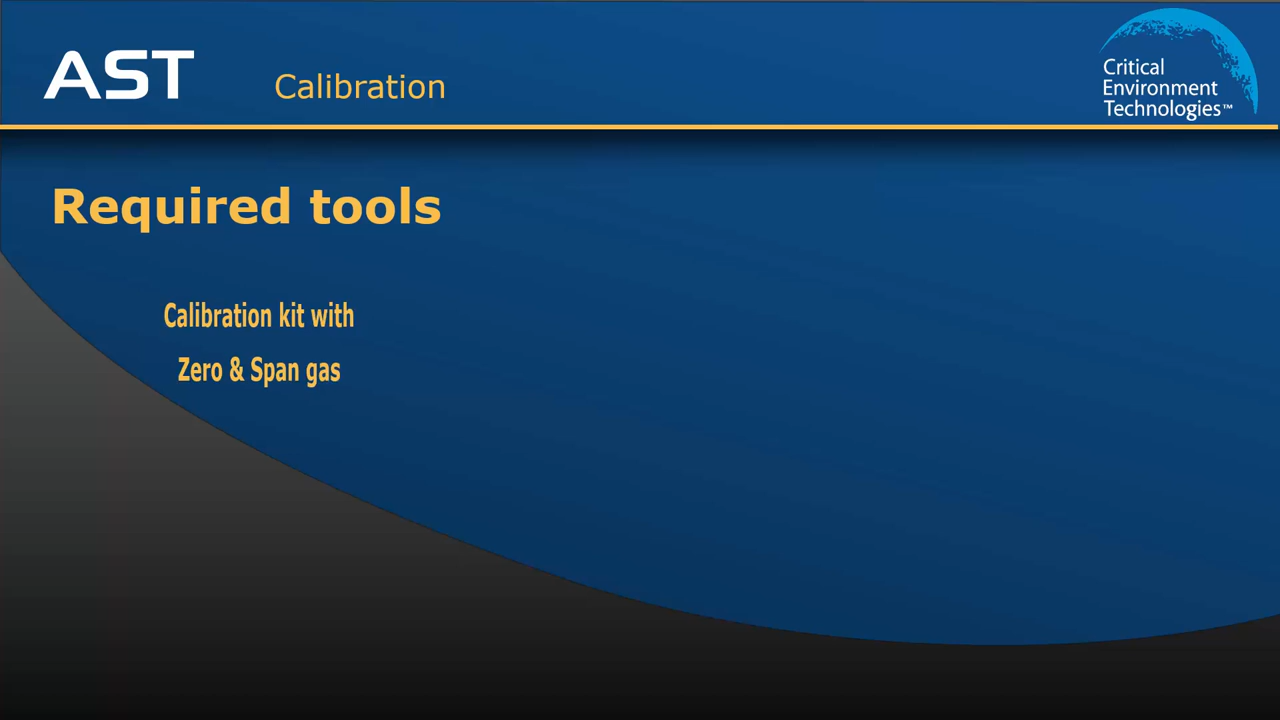 AST
Calibration
Critical
Environment
Technologies™
Required tools
Calibration kit with
Zero & Span gas